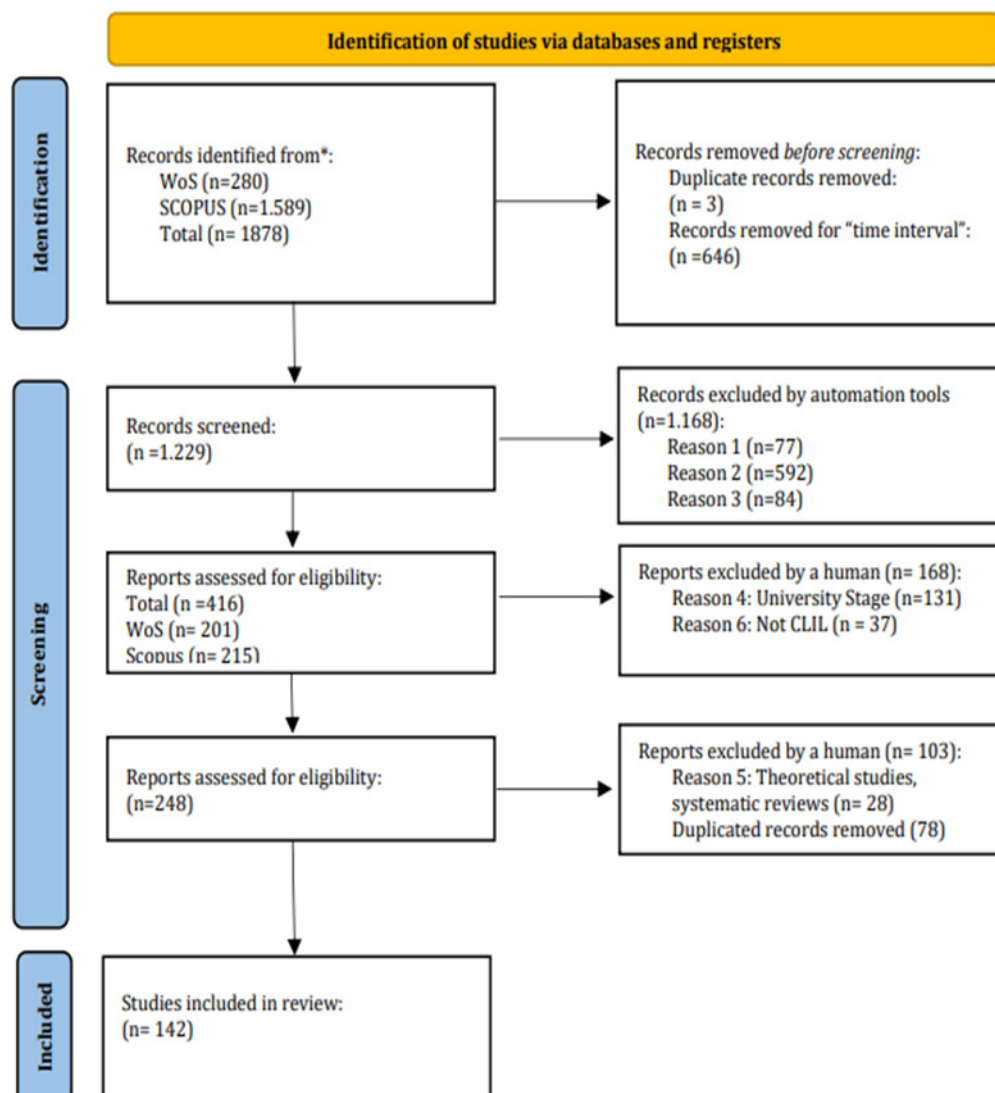 Identification of studies via databases and registers
Identification
Records identified from*:
WoS (n=280)
SCOPUS (n=1.589)
Total (n= 1878)
Records removed before screening:
Duplicate records removed:
(n = 3)
Records removed for “time interval”:
(n =646)
Screening
Records screened:
(n =1.229)
Records excluded by automation tools
(n=1.168):
Reason 1 (n=77)
Reason 2 (n=592)
Reason 3 (n=84)
Reports assessed for eligibility:
Total (n =416)
WoS (n= 201)
Scopus (n= 215)
Reports excluded by a human (n= 168):
Reason 4: University Stage (n=131)
Reason 6: Not CLIL (n = 37)
Reports assessed for eligibility:
(n=248)
Reports excluded by a human (n= 103):
Reason 5: Theoretical studies,
systematic reviews (n= 28)
Duplicated records removed (78)
Included
Studies included in review:
(n= 142)